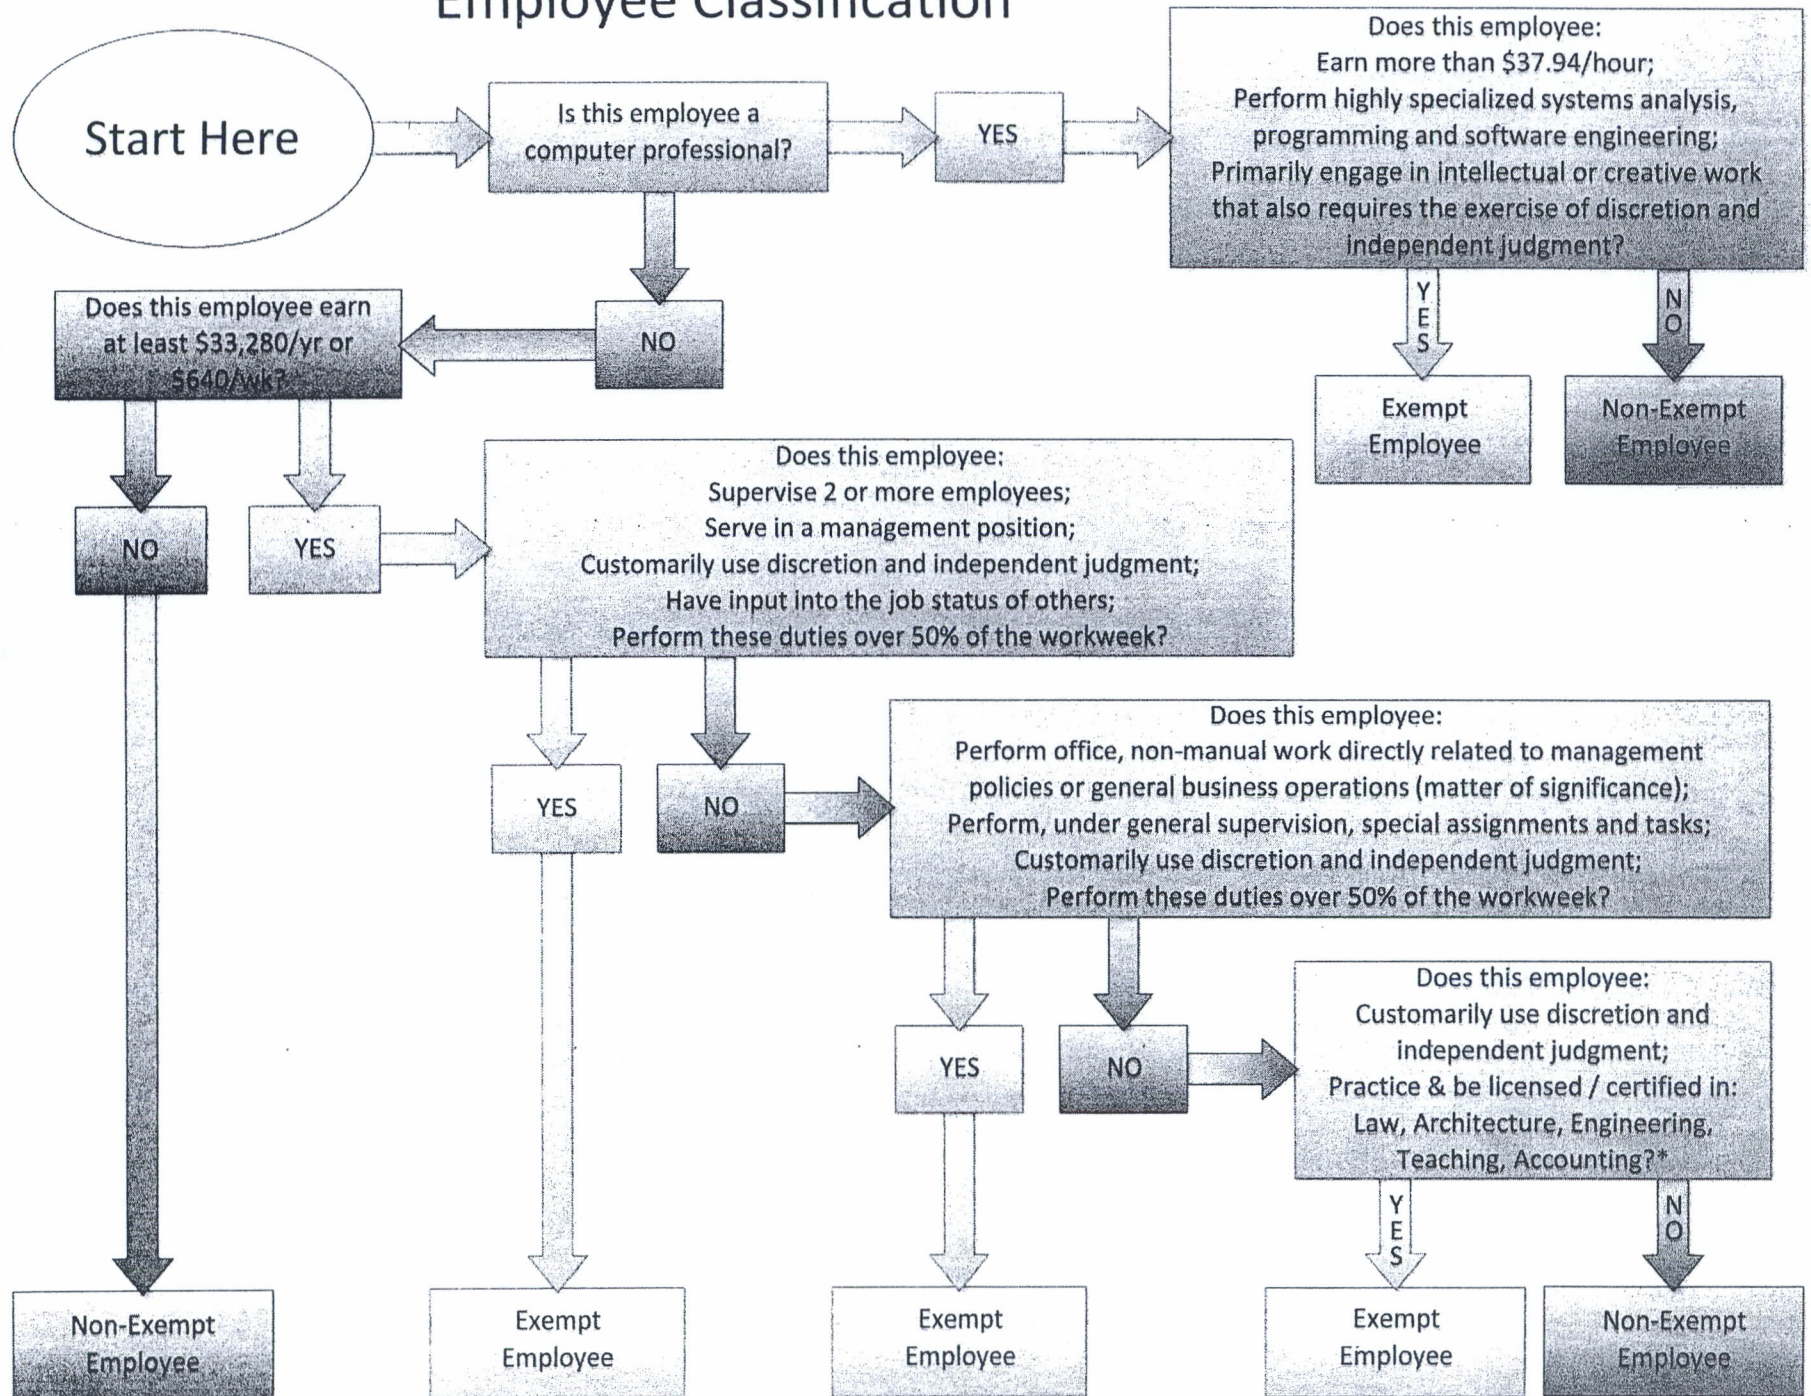 Employee Classification
Start Here
Is this employee a
computer professional?
YES
Does this employee:
Earn more than $37.94/hour;
Perform highly specialized systems analysis,
programming and software engineering;
Primarily engage in intellectual or creative work
that also requires the exercise of discretion and
independent judgment?
YES
NO
Exempt
Employee
Non-Exempt
Employee
NO
Does this employee earn
at least $33,280/yr or
$640/wk?
NO
YES
Does this employee:
Supervise 2 or more employees;
Serve in a management position;
Customarily use discretion and independent judgment;
Have input into the job status of others;
Perform these duties over 50% of the workweek?
YES
NO
Does this employee:
Perform office, non-manual work directly related to management
policies or general business operations (matter of significance);
Perform, under general supervision, special assignments and tasks;
Customarily use discretion and independent judgment;
Perform these duties over 50% of the workweek?
YES
NO
Does this employee:
Customarily use discretion and
independent judgment;
Practice & be licensed / certified in:
Law, Architecture, Engineering,
Teaching, Accounting?*
YES
NO
Non-Exempt
Employee
Exempt
Employee
Exempt
Employee
Exempt
Employee
Non-Exempt
Employee